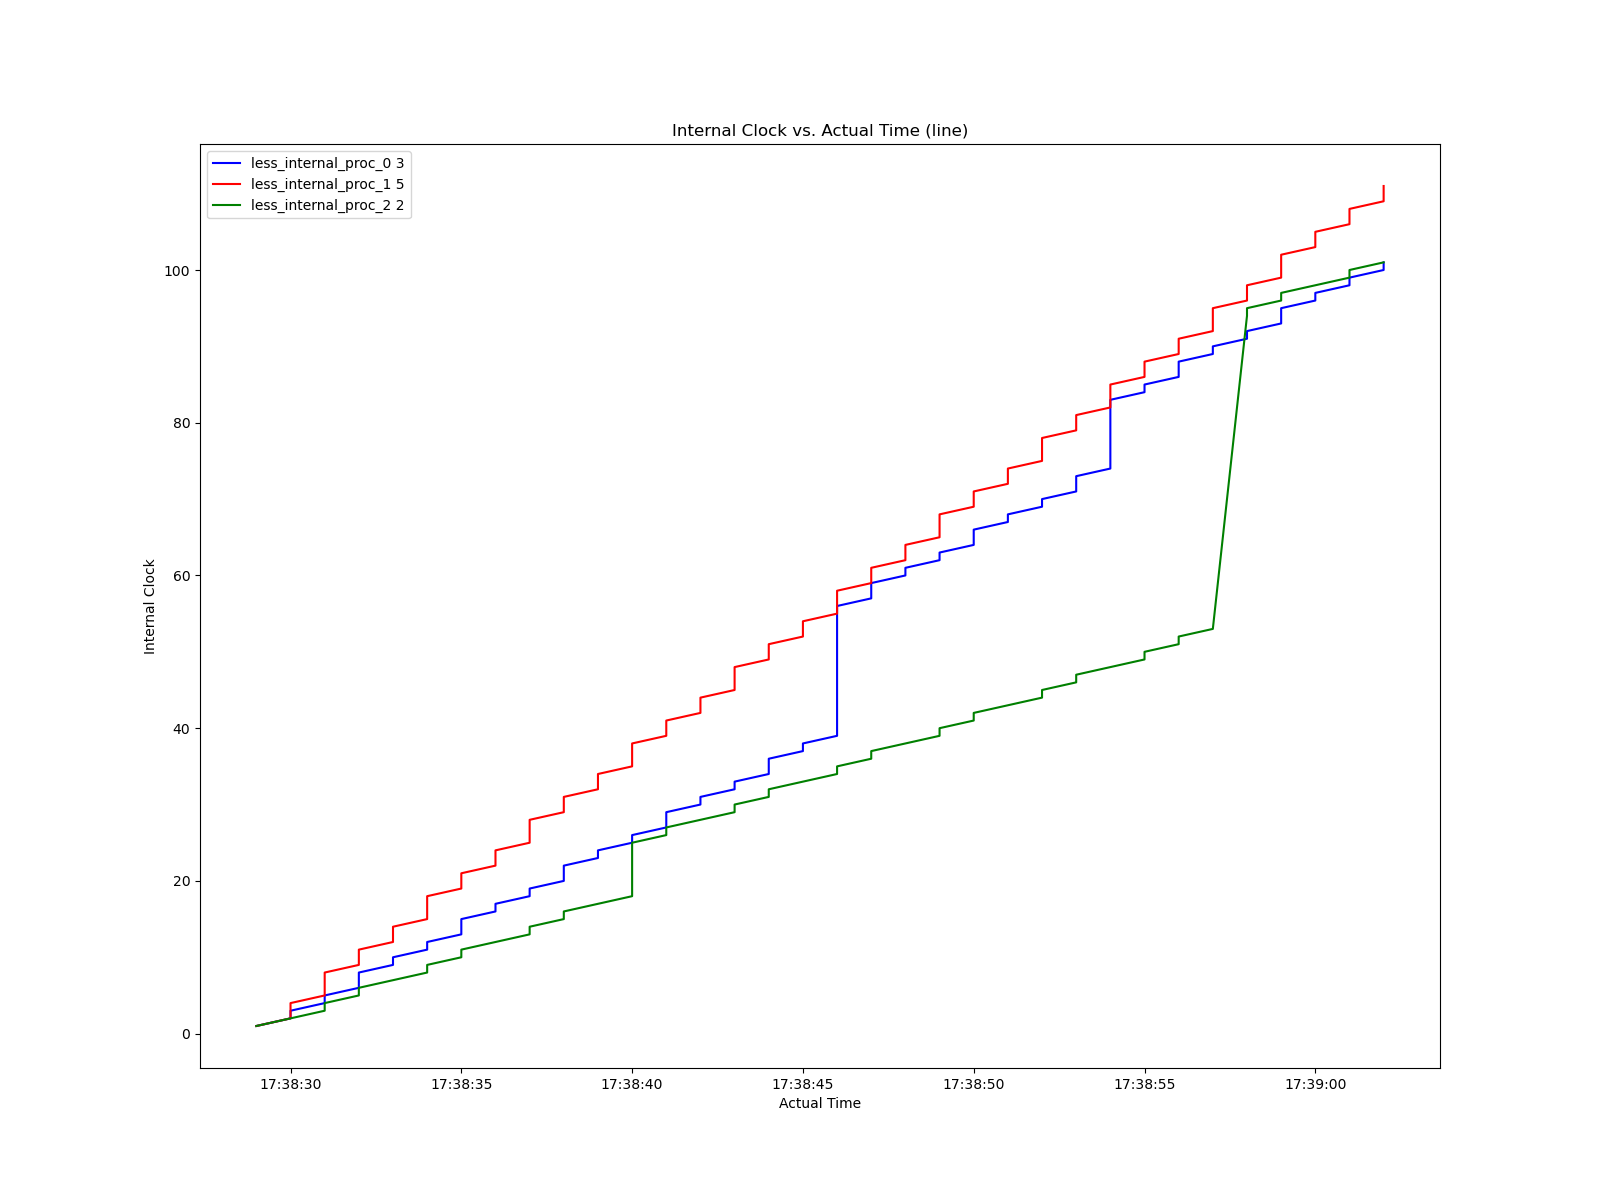 Internal Clock vs. Actual Time (line)
less_internal_proc_0 3
less_internal_proc_1 5
less_internal_proc_2 2
100
80
60
40
20
0
Internal Clock
17:38:30 17:38:35 17:38:40 17:38:45 17:38:50 17:38:55 17:39:00
Actual Time